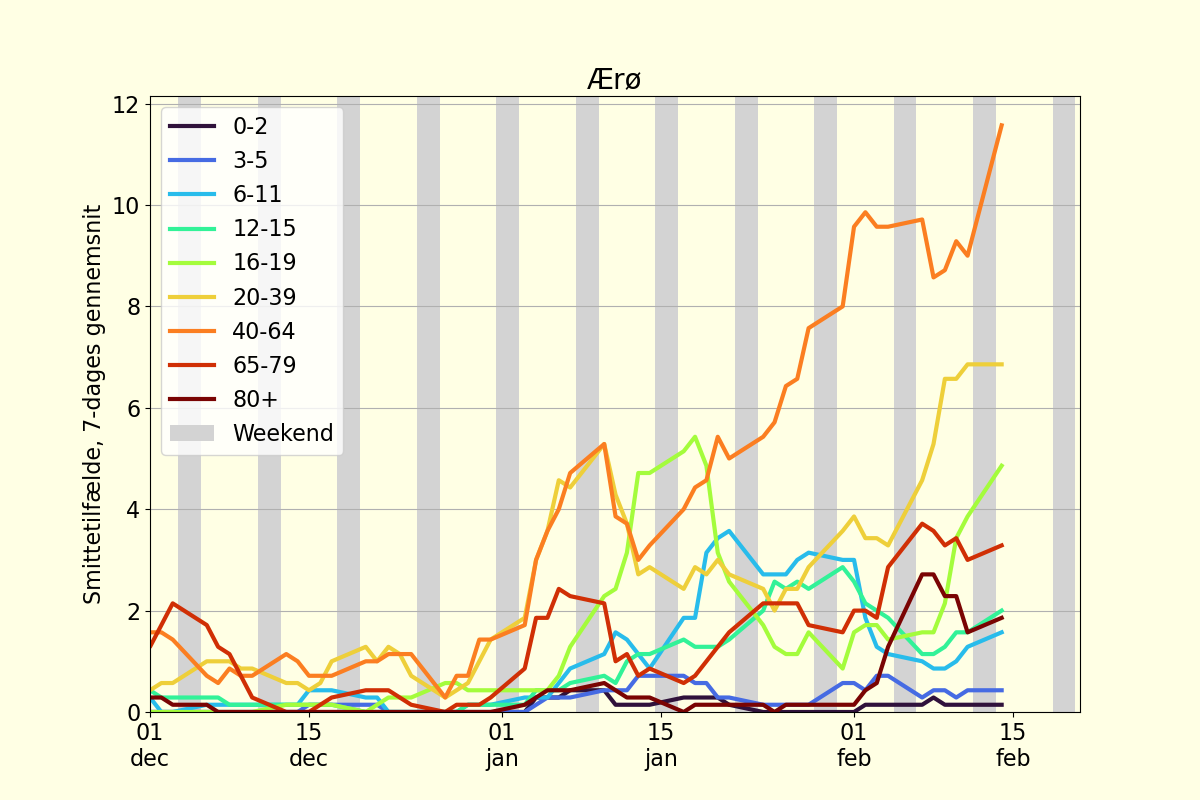 Ærø
Smittetilfælde, 7-dages gennemsnit
12
10
8
6
4
2
0
0-2
3-5
6-11
12-15
16-19
20-39
40-64
65-79
80+
Weekend
01
dec
15
dec
01
jan
15
jan
01
feb
15
feb